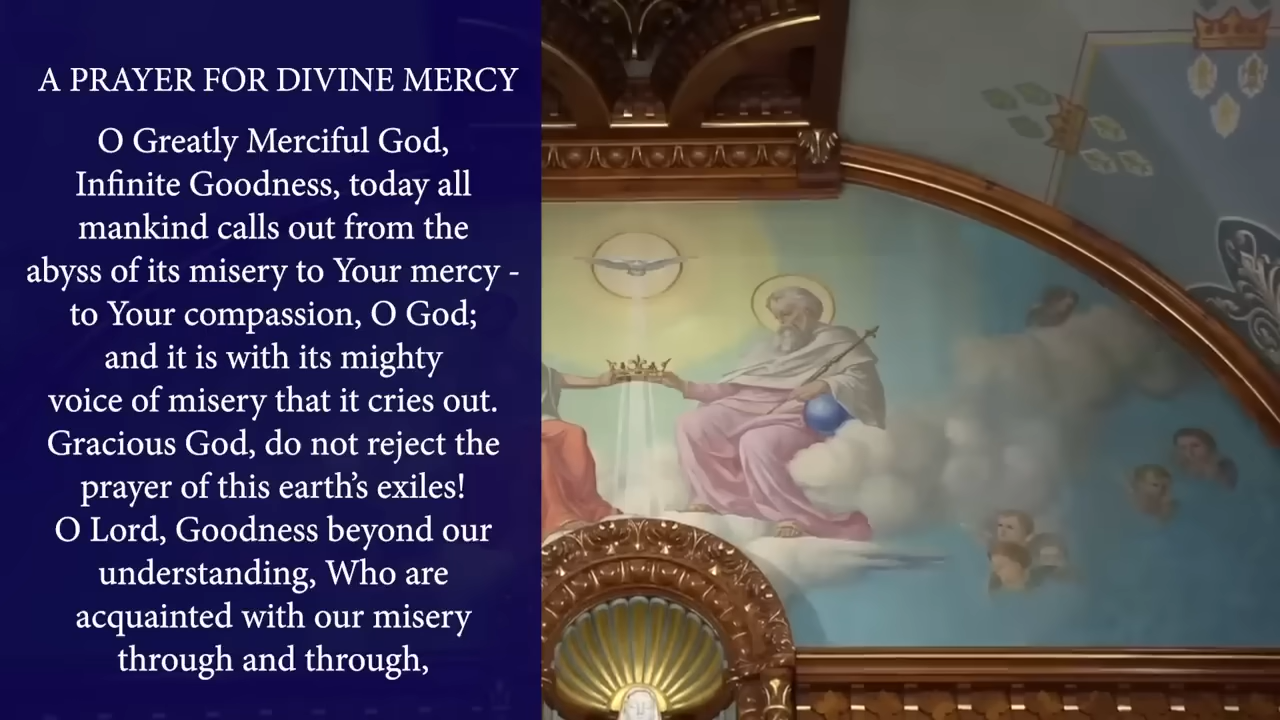 A PRAYER FOR DIVINE MERCY
O Greatly Merciful God,
Infinite Goodness, today all
mankind calls out from the
abyss of its misery to Your mercy -
to Your compassion, O God;
and it is with its mighty
voice of misery that it cries out.
Gracious God, do not reject the
prayer of this earth’s exiles!
O Lord, Goodness beyond our
understanding, Who are
acquainted with our misery
through and through,